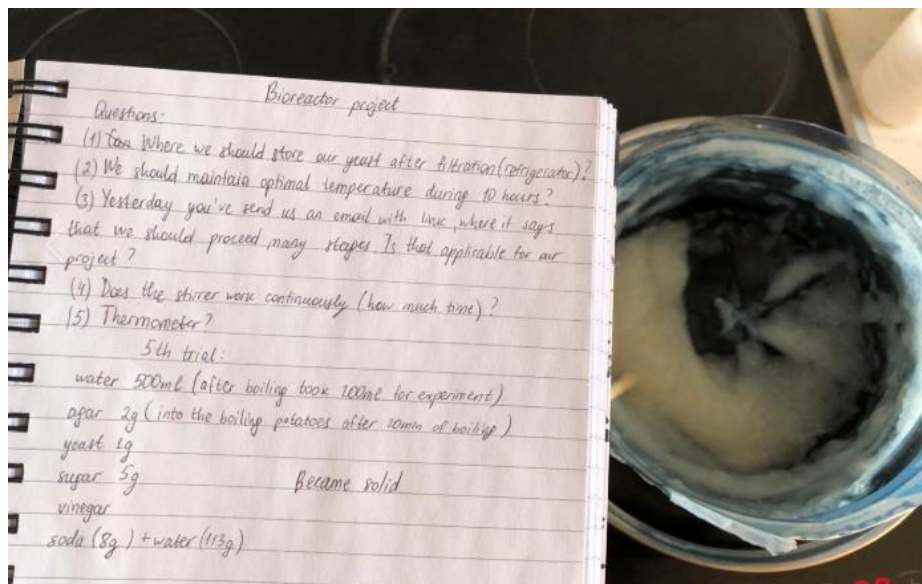 Bioreactor project
Questions:
(1) Where we should store our yeast after filtration (refrigerator)?
(2) We should maintain optimal temperature during 10 hours?
(3) Yesterday you've send us an email with link, where it says
that we should proceed many stages. Is that applicable for our
project?
(4) Does the stirrer work continuously (how much time)?
(5) Thermometer?
5th trial:
water 500ml (after boiling took 200ml for experiment)
agar 2g (into the boiling potatoes after 20min of boiling)
yeast 1g
sugar 5g Became solid
vinegar
soda (8g) + water (113g)